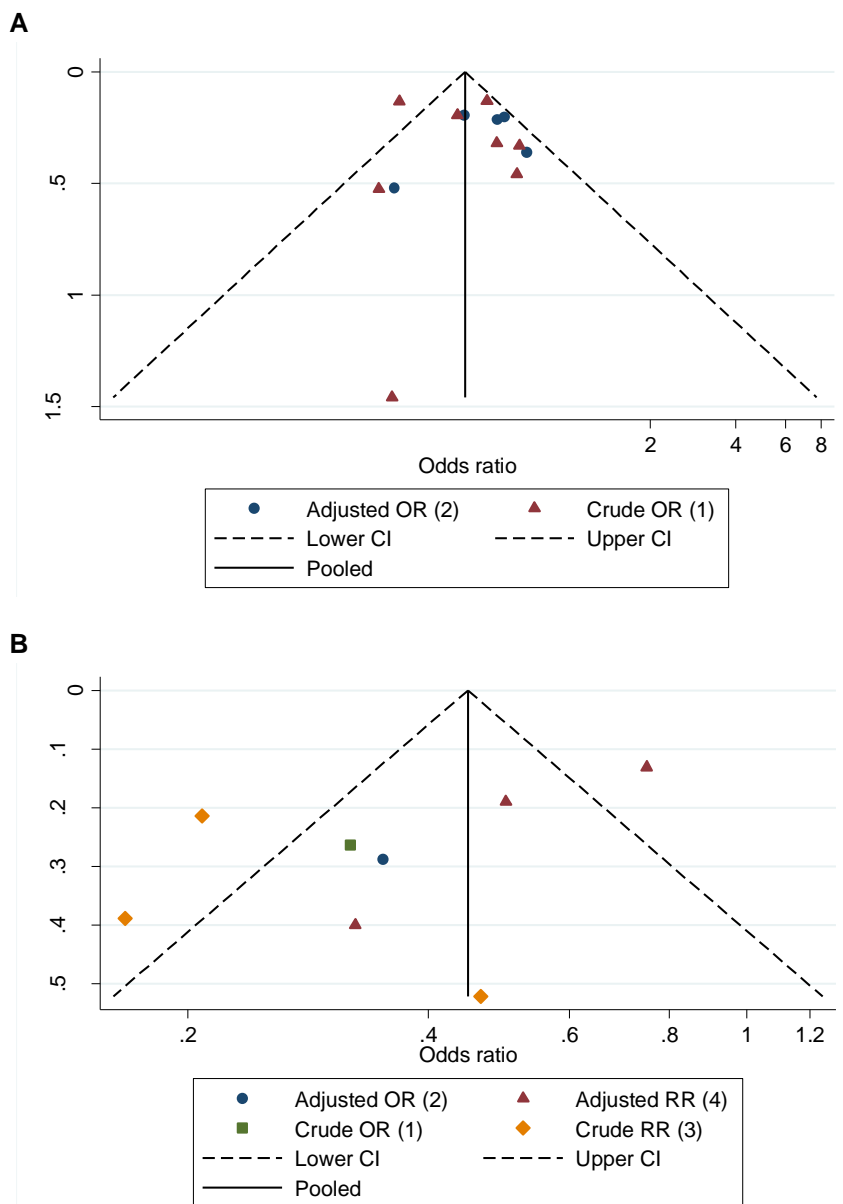 A
0
.5
1
1.5
2 4 6 8
Odds ratio
Adjusted OR (2) Crude OR (1)
Lower CI Upper CI
Pooled
B
0
.1
.2
.3
.4
.5
.2 .4 .6 .8 1 1.2
Odds ratio
Adjusted OR (2) Adjusted RR (4)
Crude OR (1) Crude RR (3)
Lower CI Upper CI
Pooled